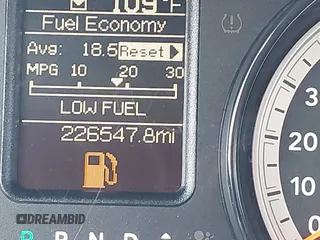 109°F
Fuel Economy
Avg: 18.5 Reset
MPG 10 20 30
LOW FUEL
226547.8mi
P R N D
DREAMBID
3
20
10
0